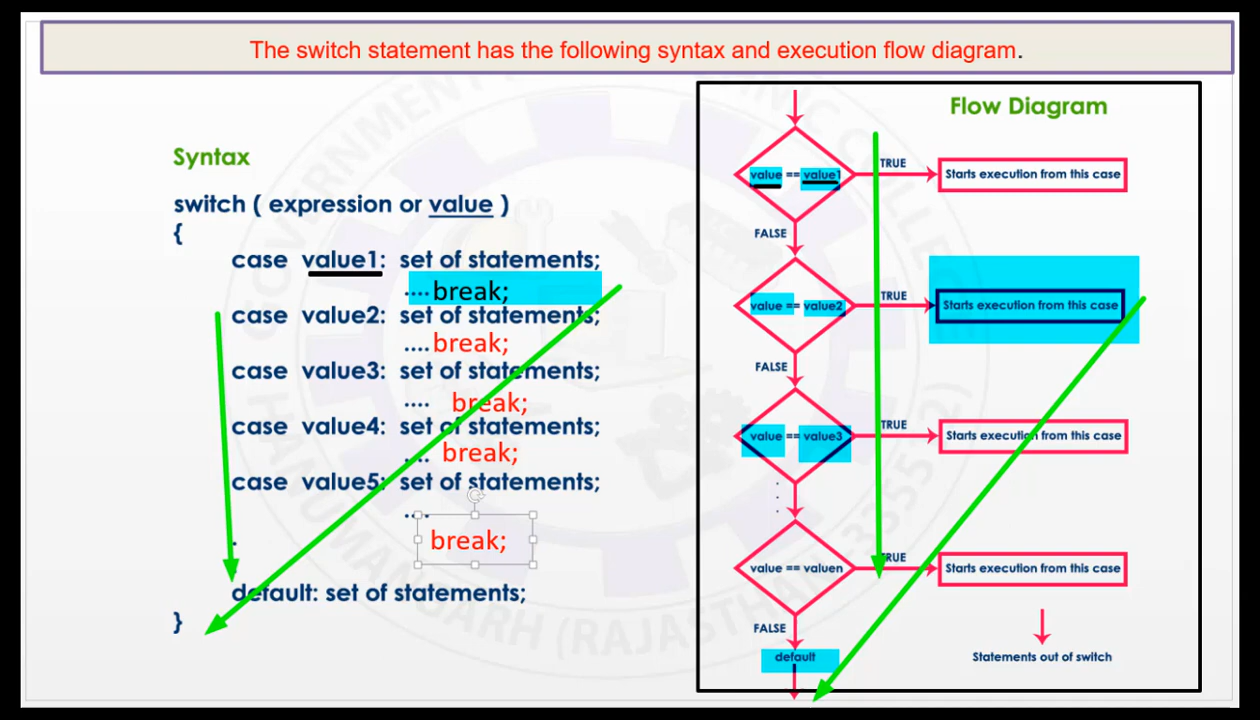 The switch statement has the following syntax and execution flow diagram.
Syntax
switch ( expression or value )
{
case value1: set of statements;
....break;
case value2: set of statements;
....break;
case value3: set of statements;
.... break;
case value4: set of statements;
.... break;
case value5: set of statements;
....
.
break;
default: set of statements;
}
Flow Diagram
value == value1
TRUE
Starts execution from this case
FALSE
value == value2
TRUE
Starts execution from this case
FALSE
value == value3
TRUE
Starts execution from this case
value == valuen
TRUE
Starts execution from this case
FALSE
default
Statements out of switch